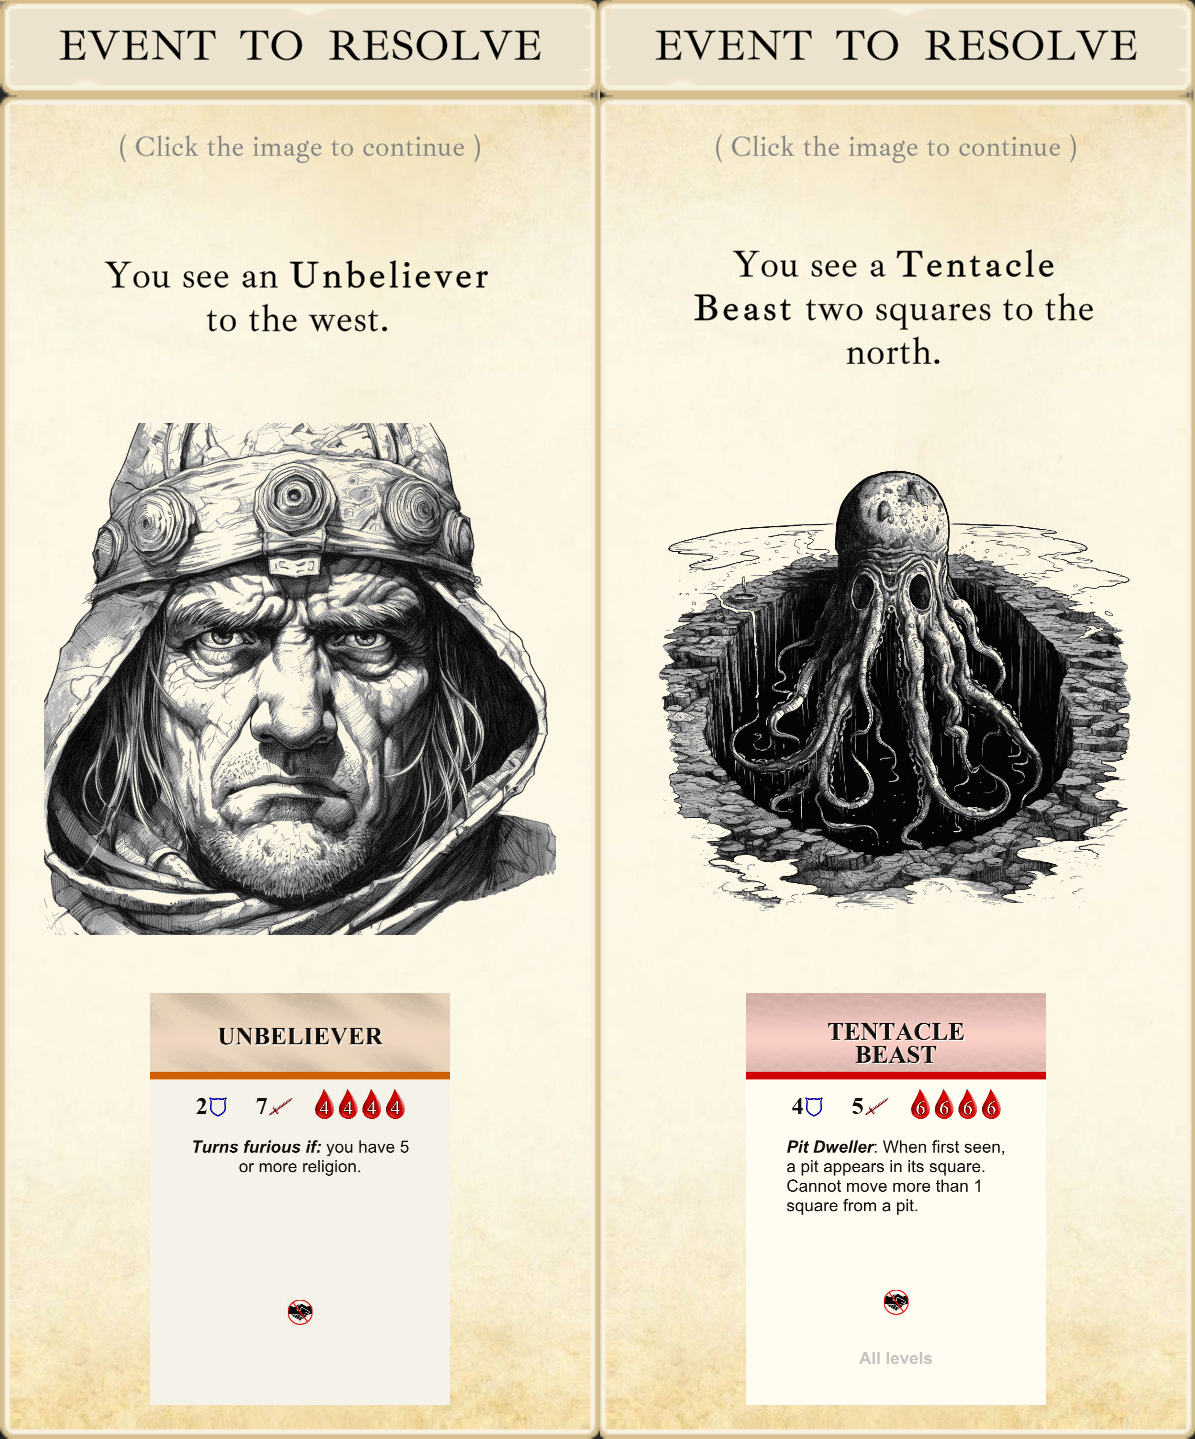 EVENT TO RESOLVE
( Click the image to continue )
You see an Unbeliever
to the west.
UNBELIEVER
2 7 4 4 4 4
Turns furious if: you have 5
or more religion.
EVENT TO RESOLVE
( Click the image to continue )
You see a Tentacle
Beast two squares to the
north.
TENTACLE
BEAST
4 5 6 6 6 6
Pit Dweller: When first seen,
a pit appears in its square.
Cannot move more than 1
square from a pit.
All levels